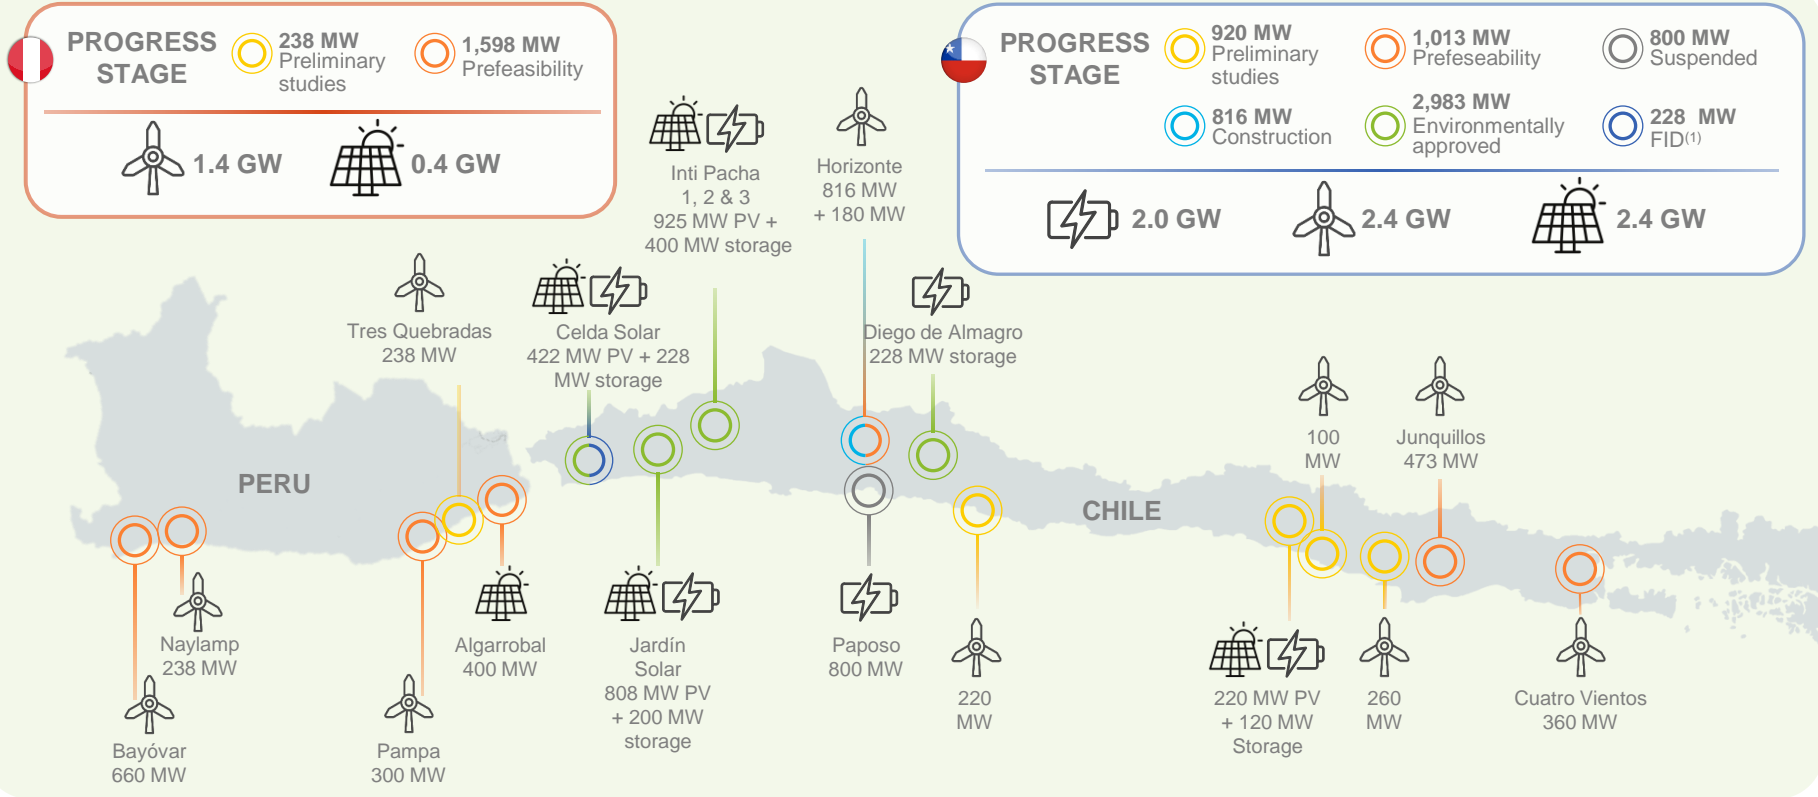 PROGRESS
STAGE
238 MW
Preliminary
studies
1,598 MW
Prefeasibility
1.4 GW
0.4 GW
PROGRESS
STAGE
920 MW
Preliminary
studies
1,013 MW
Prefeseability
800 MW
Suspended
816 MW
Construction
2,983 MW
Environmentally
approved
228 MW
FID(1)
2.0 GW
2.4 GW
2.4 GW
Inti Pacha
1, 2 & 3
925 MW PV +
400 MW storage
Horizonte
816 MW
+ 180 MW
Tres Quebradas
238 MW
Celda Solar
422 MW PV + 228
MW storage
Diego de Almagro
228 MW storage
100
MW
Junquillos
473 MW
PERU
CHILE
Naylamp
238 MW
Bayóvar
660 MW
Pampa
300 MW
Algarrobal
400 MW
Jardín
Solar
808 MW PV
+ 200 MW
storage
Paposo
800 MW
220
MW
220 MW PV
+ 120 MW
Storage
260
MW
Cuatro Vientos
360 MW